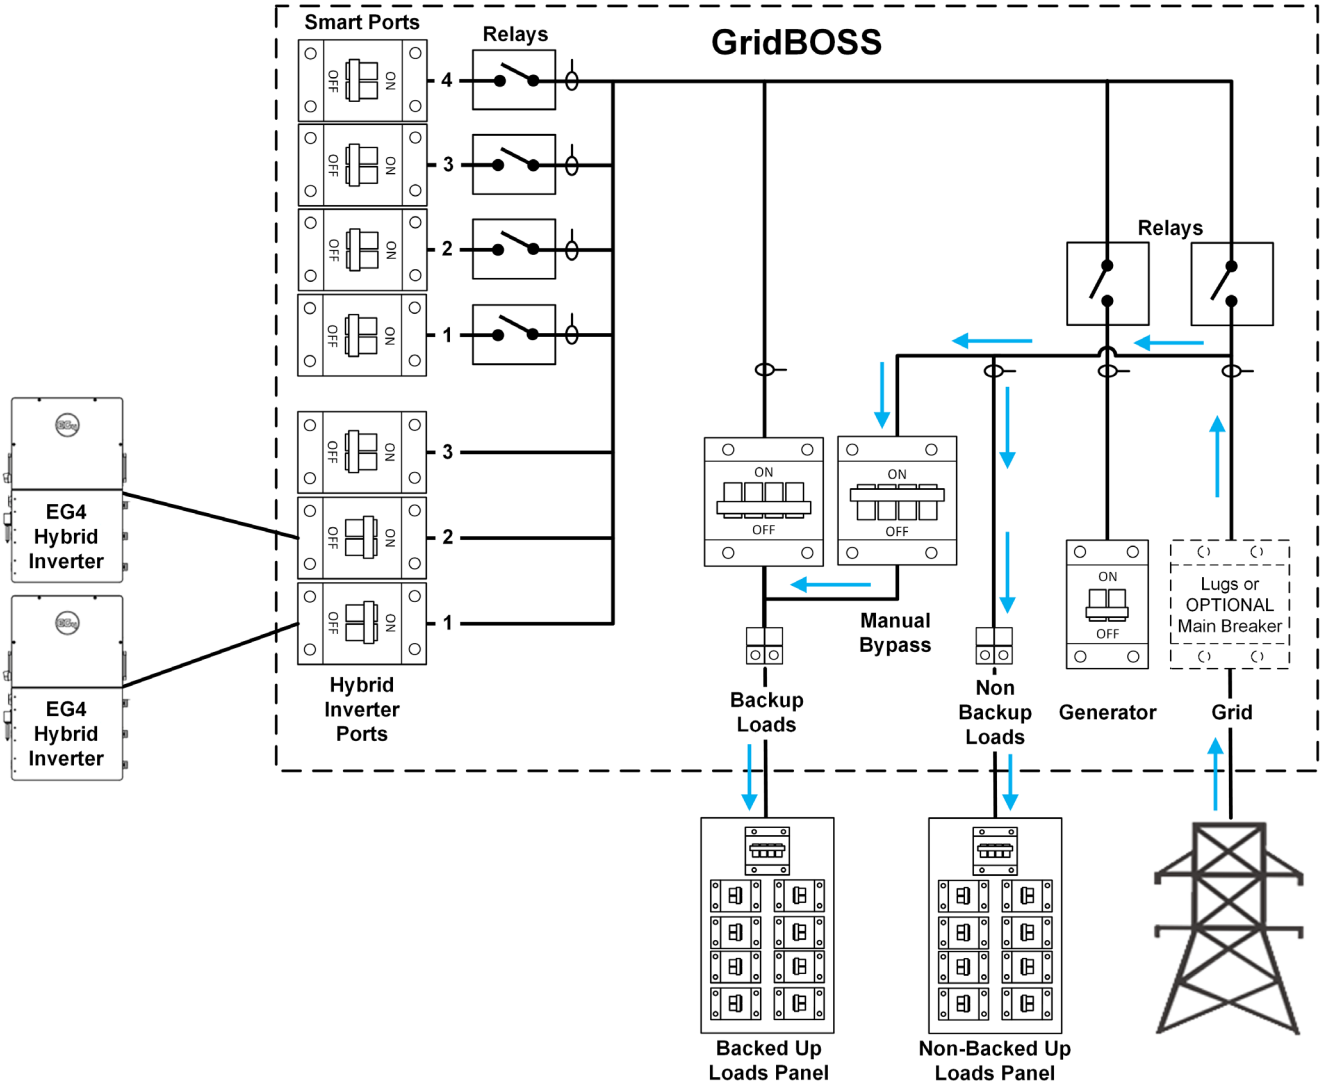 Smart Ports
Relays
GridBOSS
OFF
ON
4
OFF
ON
3
OFF
ON
2
OFF
ON
1
Relays
OFF
ON
3
OFF
ON
2
OFF
ON
1
Hybrid
Inverter
Ports
EG4
EG4
Hybrid
Inverter
EG4
EG4
Hybrid
Inverter
ON
OFF
ON
OFF
Manual
Bypass
ON
OFF
Lugs or
OPTIONAL
Main Breaker
Backup
Loads
Non
Backup
Loads
Generator
Grid
Backed Up
Loads Panel
Non-Backed Up
Loads Panel